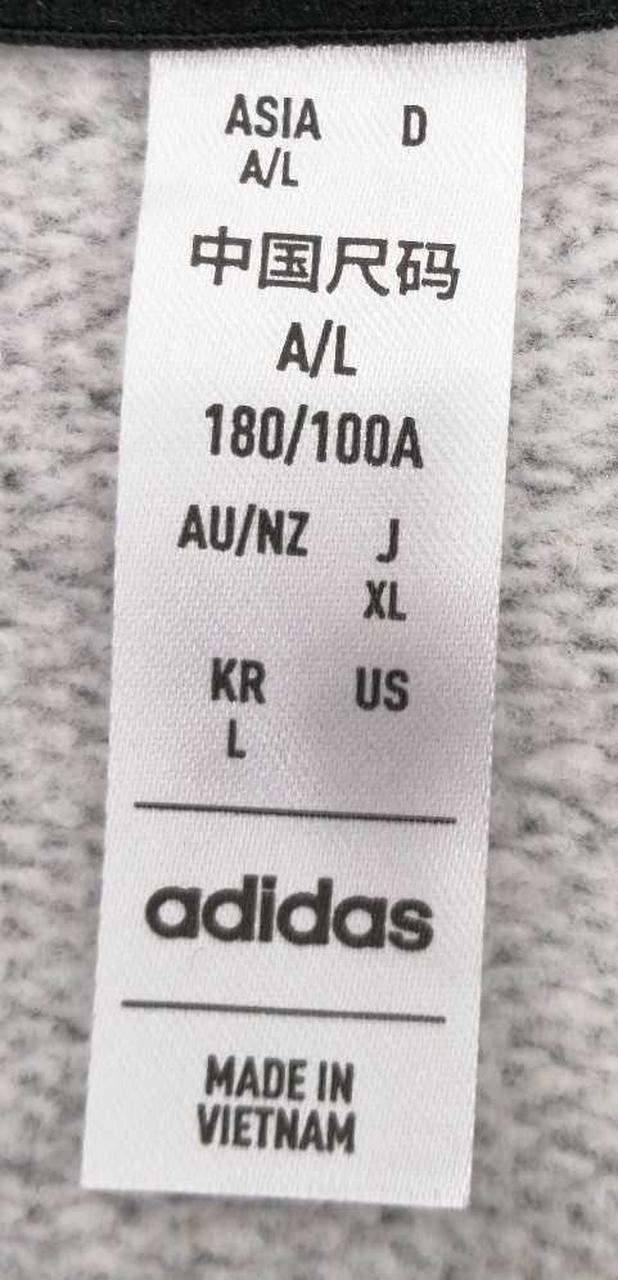 ASIA D
A/L
中国尺码
A/L
180/100A
AU/NZ J
XL
KR US
L
adidas
MADE IN
VIETNAM